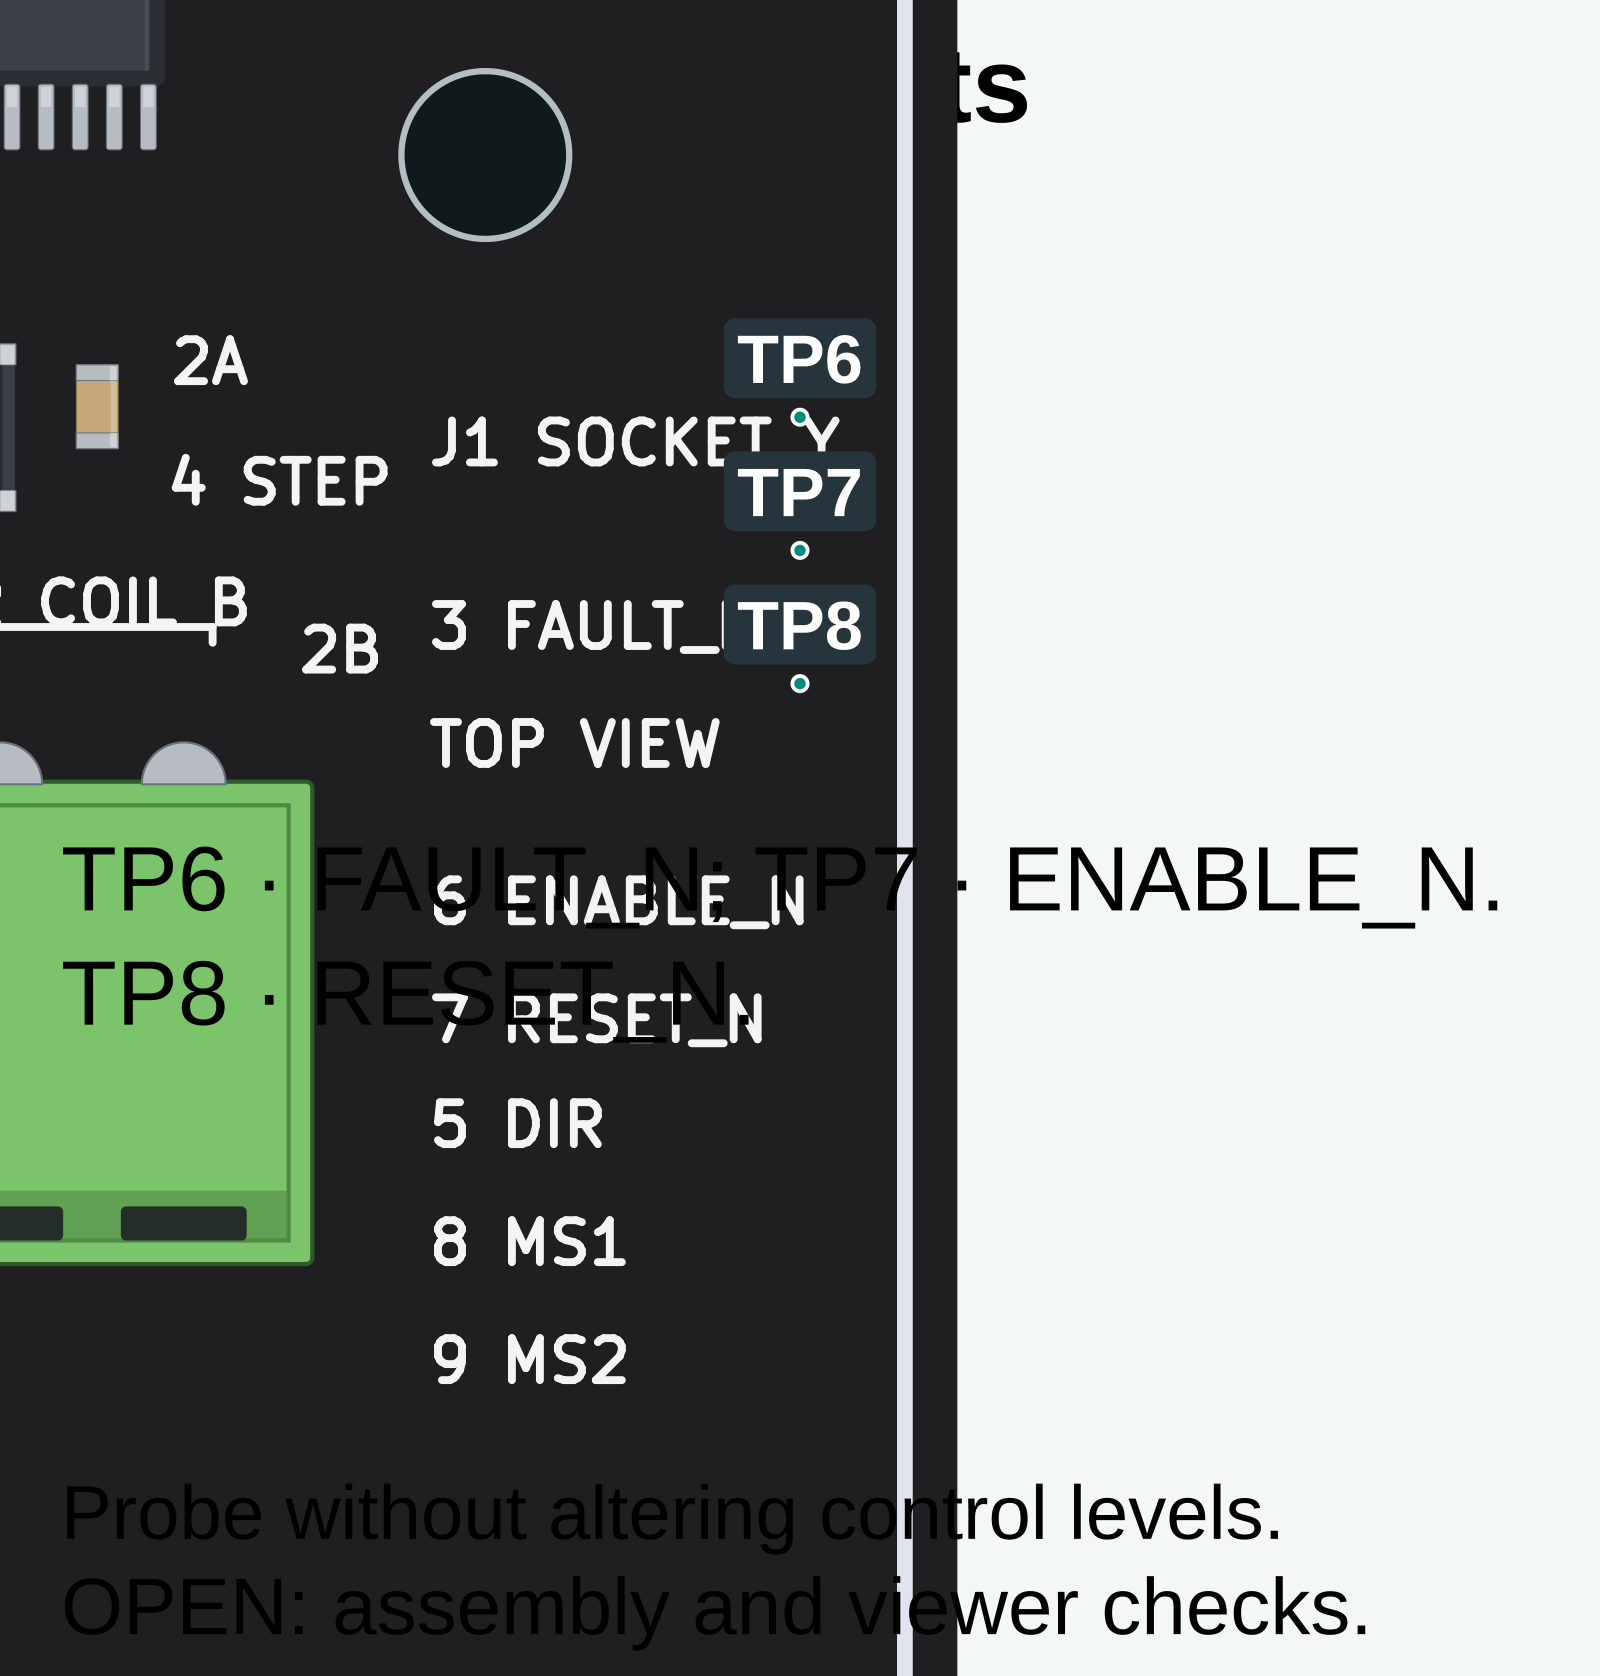 ts
2A
TP6
J1 SOCKET Y
4 STEP
TP7
COIL B
3 FAULT_
TP8
2B
TOP VIEW
TP6 · FAULT_N; TP7 · ENABLE_N.
6 ENABLE_N
TP8 · RESET_N.
7 RESET_N
5 DIR
8 MS1
9 MS2
Probe without altering control levels.
OPEN: assembly and viewer checks.